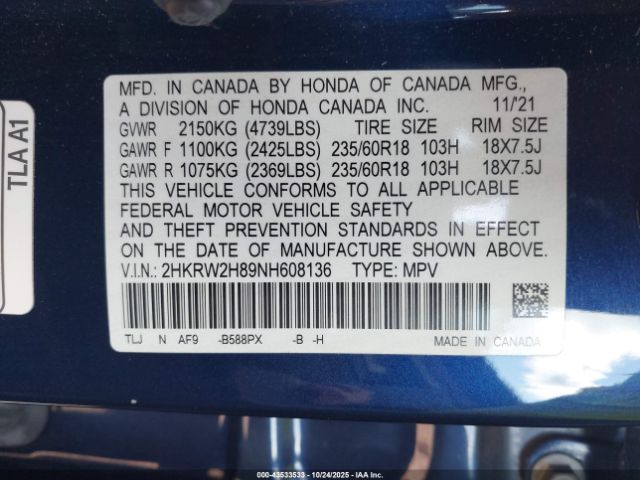 TLA A1
MFD. IN CANADA BY HONDA OF CANADA MFG.,
A DIVISION OF HONDA CANADA INC. 11/'21
GVWR 2150KG (4739LBS) TIRE SIZE RIM SIZE
GAWR F 1100KG (2425LBS) 235/60R18 103H 18X7.5J
GAWR R 1075KG (2369LBS) 235/60R18 103H 18X7.5J
THIS VEHICLE CONFORMS TO ALL APPLICABLE
FEDERAL MOTOR VEHICLE SAFETY
AND THEFT PREVENTION STANDARDS IN EFFECT
ON THE DATE OF MANUFACTURE SHOWN ABOVE.
V.I.N.: 2HKRW2H89NH608136 TYPE: MPV
TLJ N AF9 -B588PX -B -H MADE IN CANADA
000-43533533 - 10/24/2025 - IAA Inc.